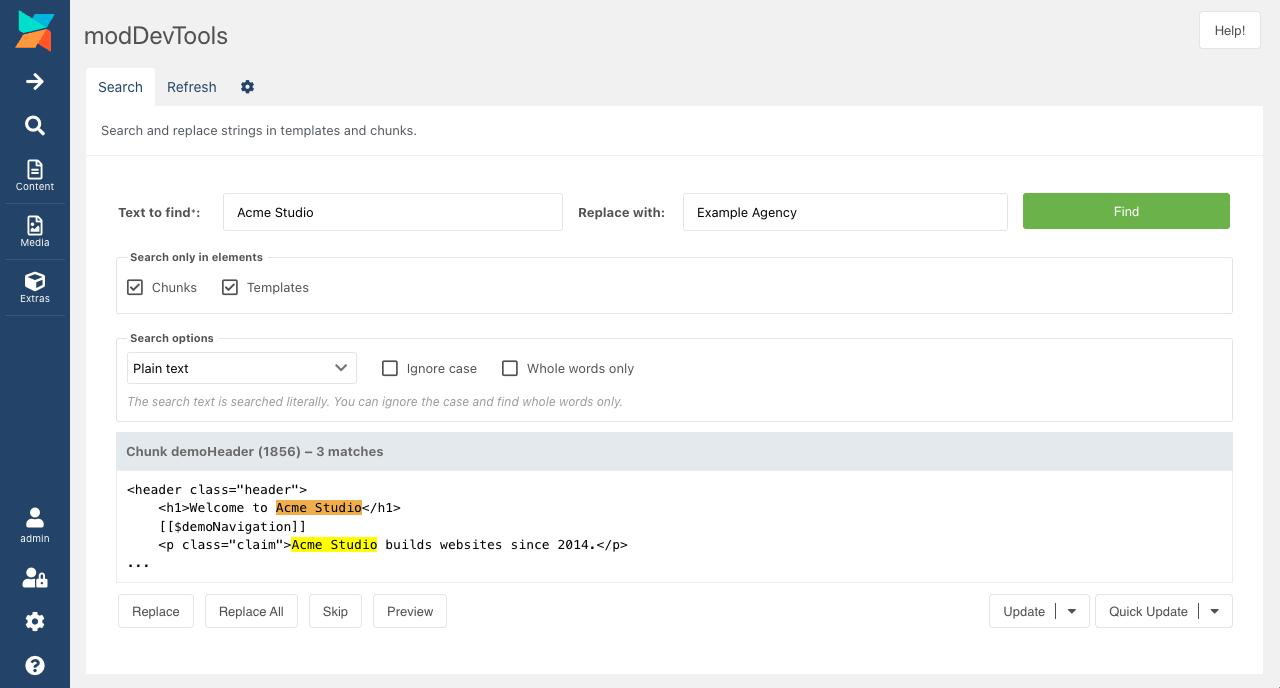 modDevTools
Help!
Search Refresh
Search and replace strings in templates and chunks.
Content
Media
Extras
admin
Text to find*: Acme Studio Replace with: Example Agency Find
Search only in elements
Chunks Templates
Search options
Plain text Ignore case Whole words only
The search text is searched literally. You can ignore the case and find whole words only.
Chunk demoHeader (1856) – 3 matches
<header class="header">
    <h1>Welcome to Acme Studio</h1>
    [[$demoNavigation]]
    <p class="claim">Acme Studio builds websites since 2014.</p>
...
Replace Replace All Skip Preview Update Quick Update